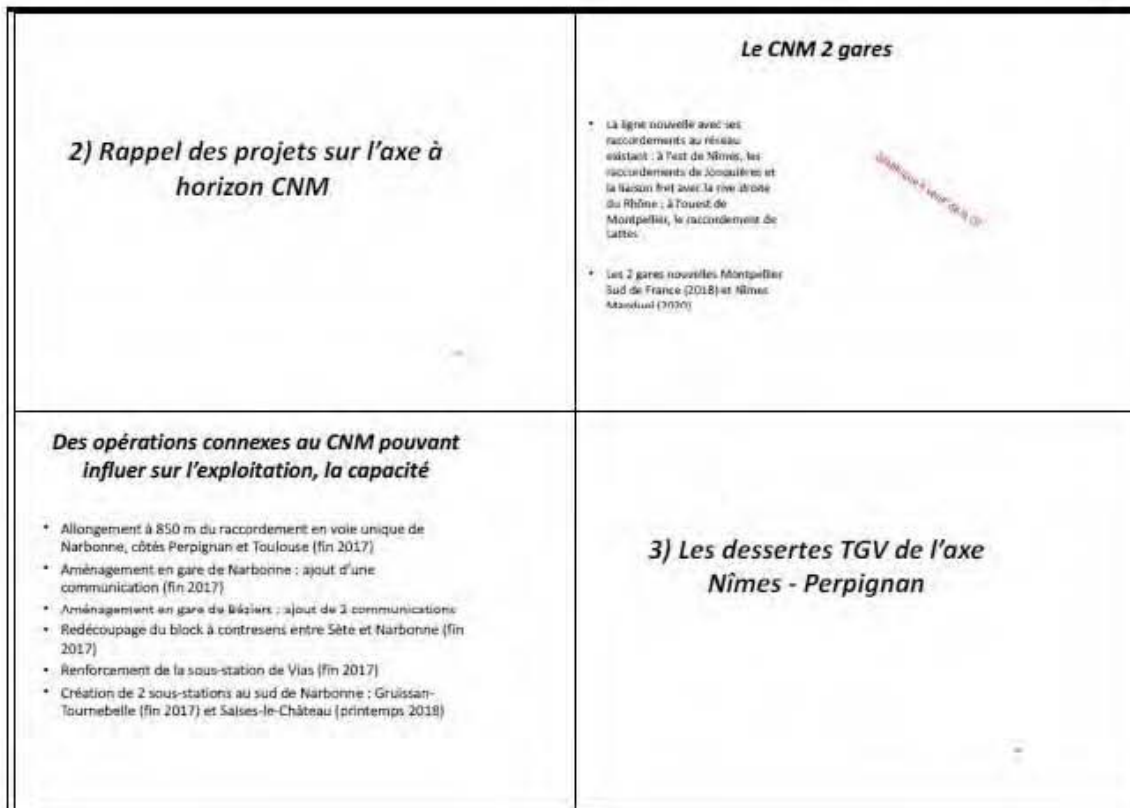 2) Rappel des projets sur l'axe à
horizon CNM
Le CNM 2 gares
• La ligne nouvelle avec ses
raccordements au réseau
existant : à l'est de Nîmes, les
raccordements de Jonquières et
la liaison fret avec la rive droite
du Rhône ; à l'ouest de
Montpellier, le raccordement de
Lattes
• Les 2 gares nouvelles Montpellier
Sud de France (2018) et Nîmes
Manduel (2020)
Des opérations connexes au CNM pouvant
influer sur l'exploitation, la capacité
• Allongement à 850 m du raccordement en voie unique de
Narbonne, côtés Perpignan et Toulouse (fin 2017)
• Aménagement en gare de Narbonne : ajout d'une
communication (fin 2017)
• Aménagement en gare de Béziers : ajout de 3 communications
• Redécoupage du block à contresens entre Sète et Narbonne (fin
2017)
• Renforcement de la sous-station de Vias (fin 2017)
• Création de 2 sous-stations au sud de Narbonne : Gruissan-
Tournebelle (fin 2017) et Salses-le-Château (printemps 2018)
3) Les dessertes TGV de l'axe
Nîmes - Perpignan